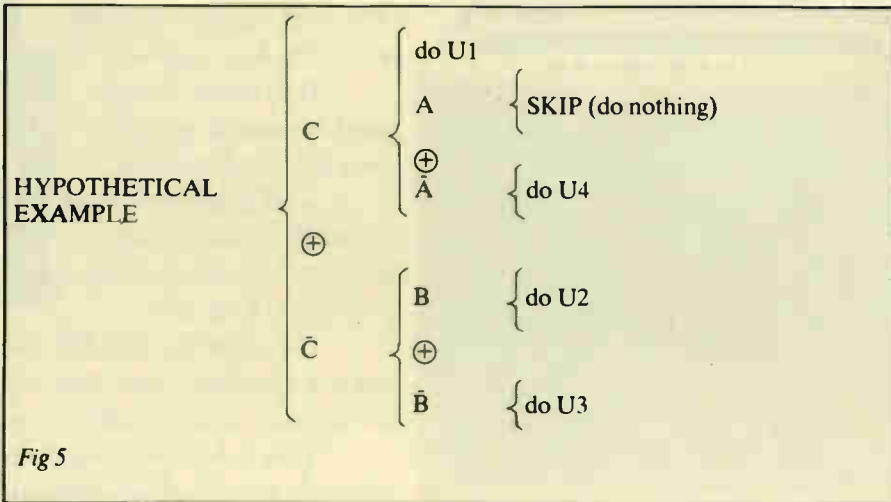 do U1
A
SKIP (do nothing)
C
⊕
Ā
do U4
HYPOTHETICAL
EXAMPLE
⊕
B
do U2
C̄
⊕
B̄
do U3
Fig 5